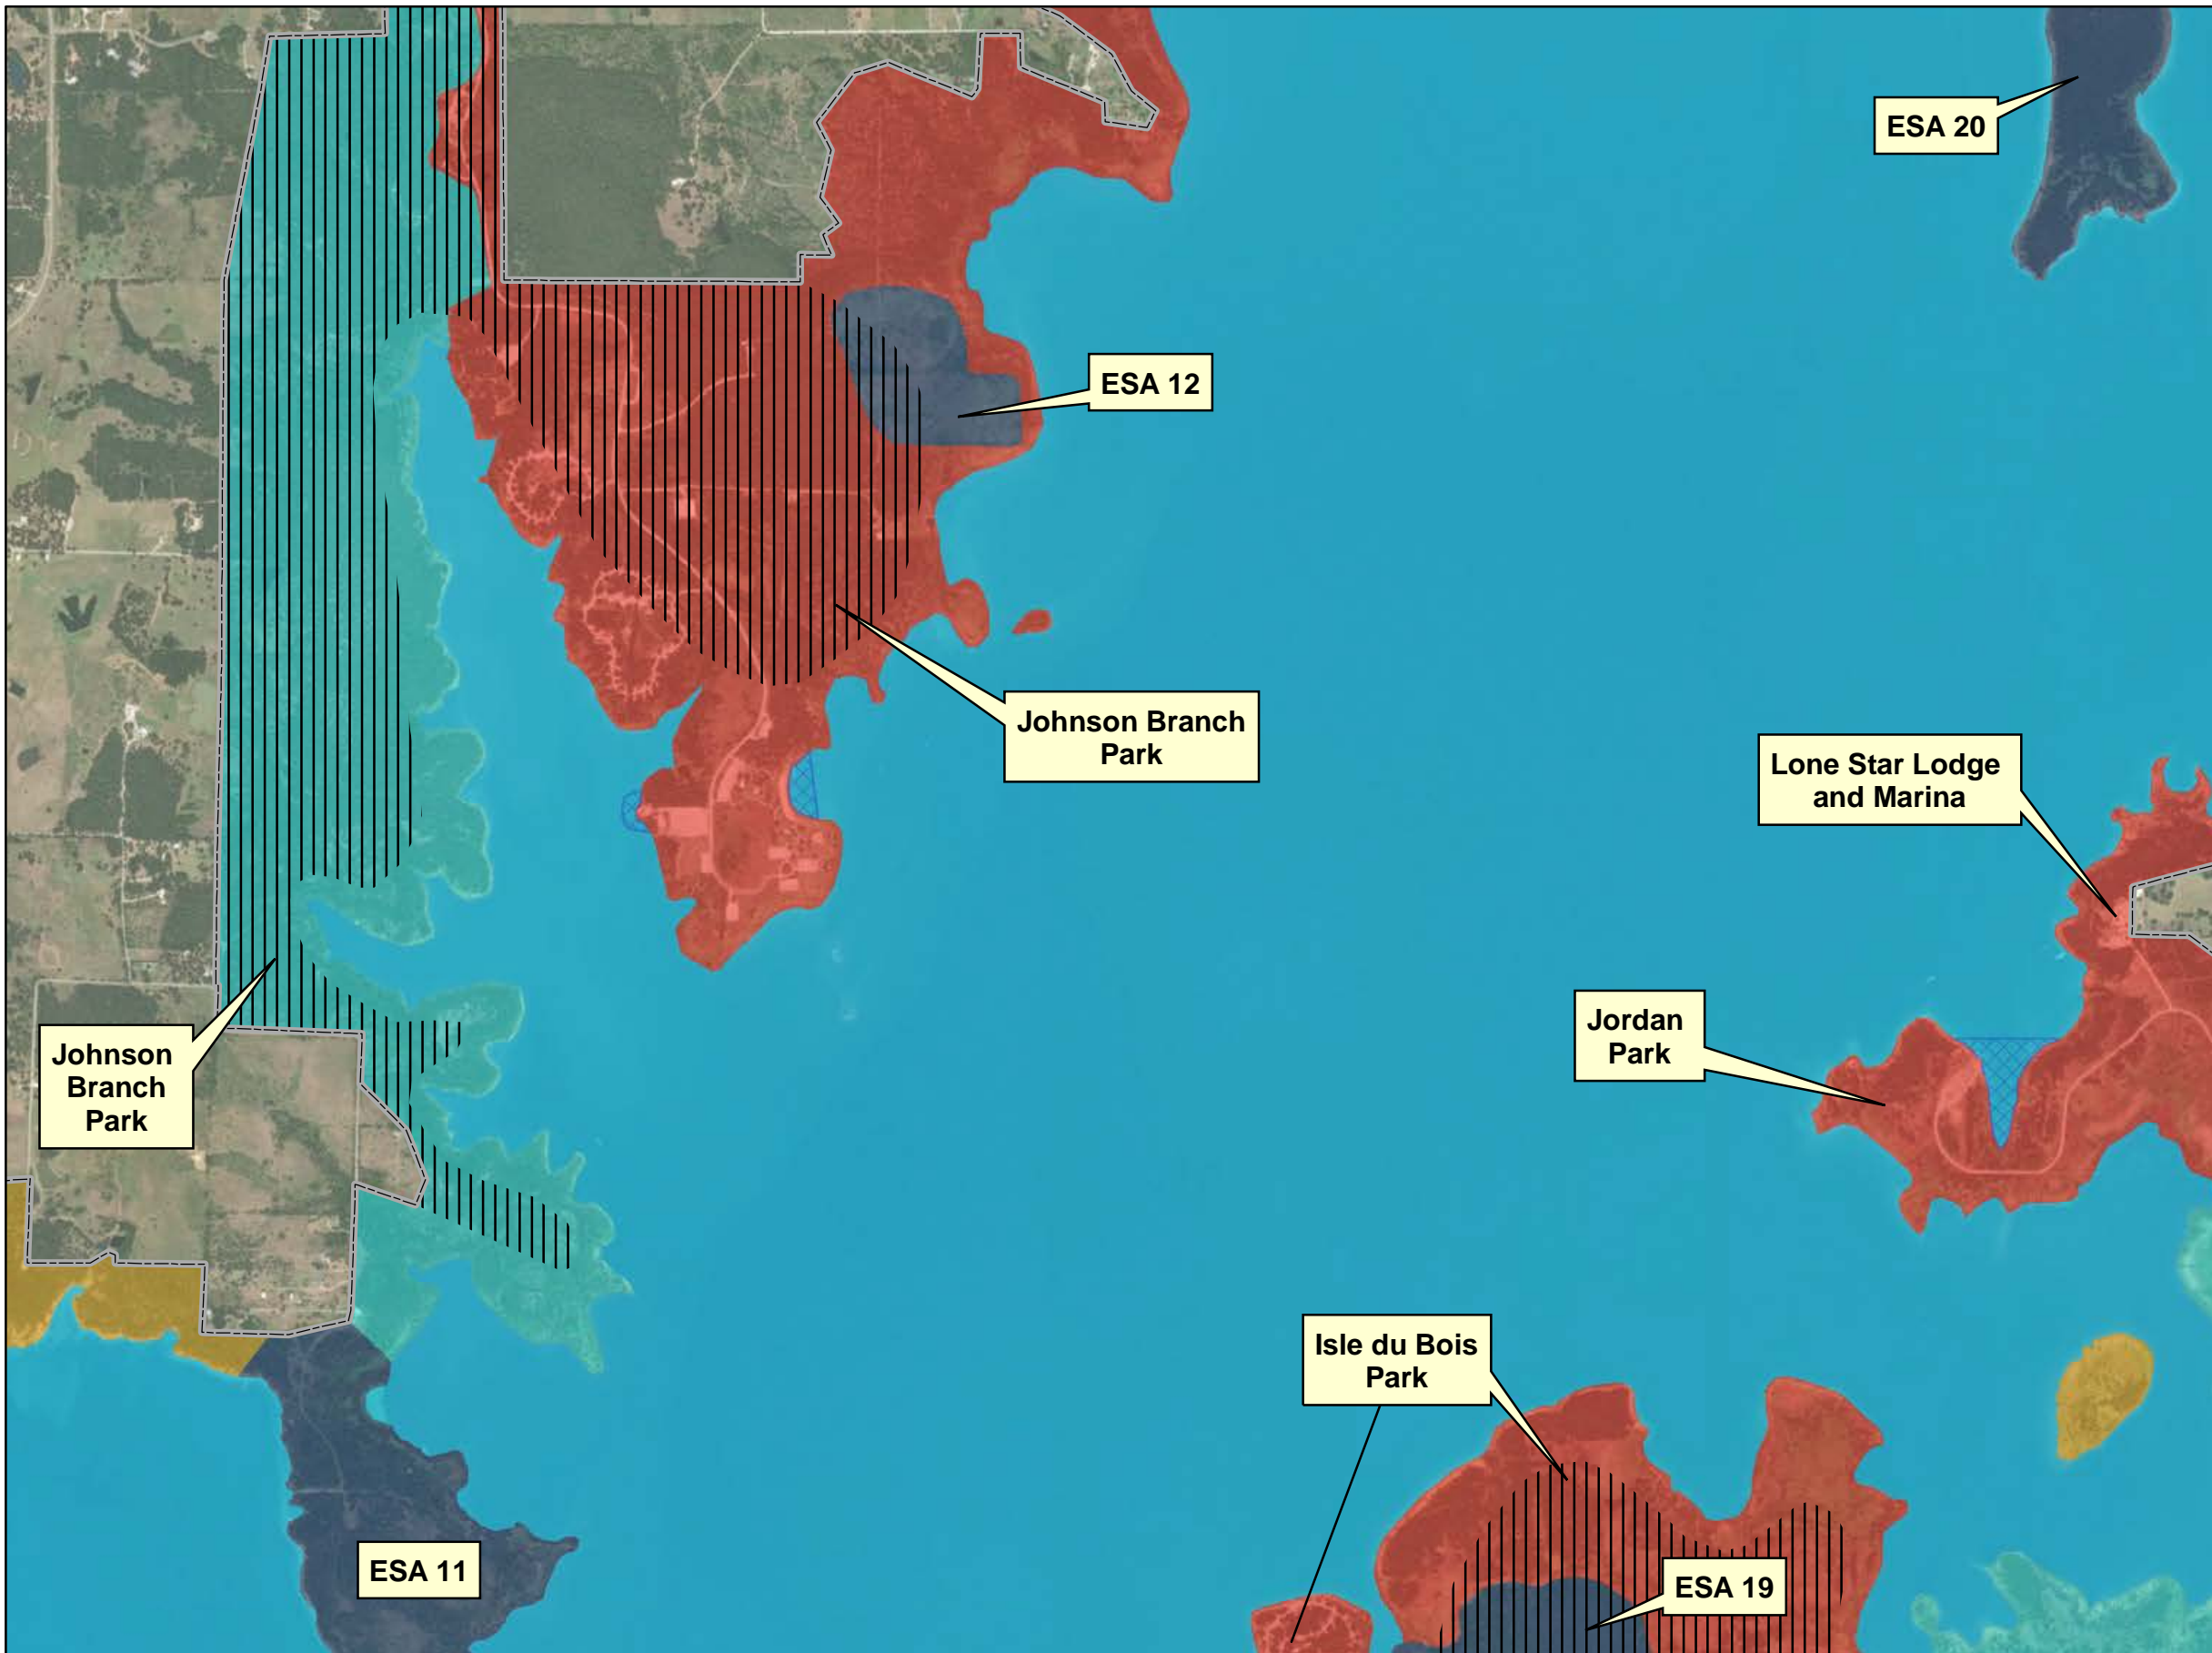 ESA 20
ESA 12
Johnson Branch
Park
Lone Star Lodge
and Marina
Jordan
Park
Johnson
Branch
Park
Isle du Bois
Park
ESA 11
ESA 19